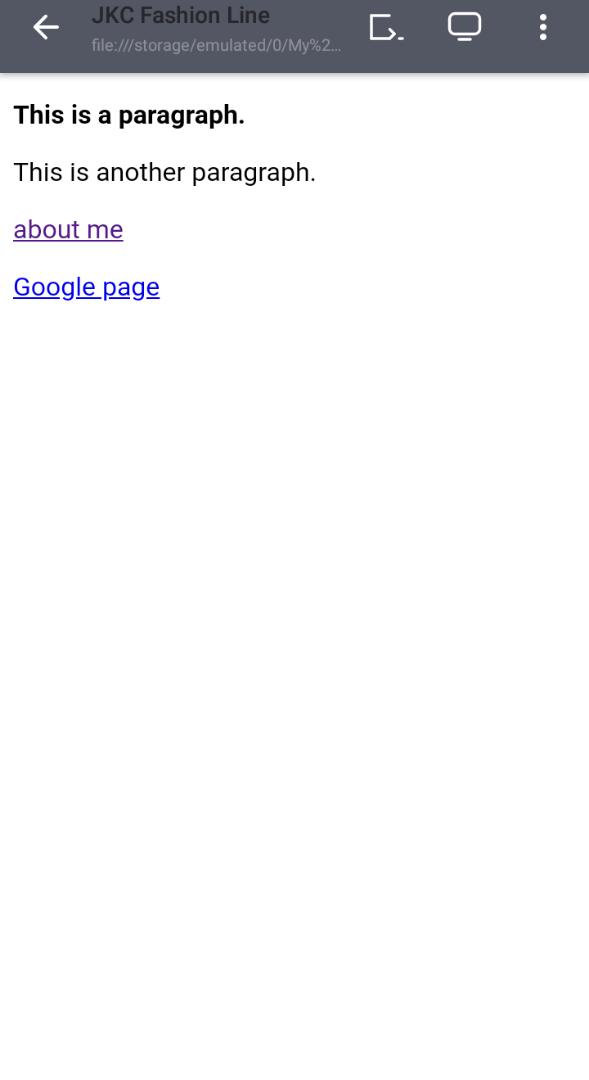 JKC Fashion Line
file:///storage/emulated/0/My%2...
This is a paragraph.
This is another paragraph.
about me
Google page